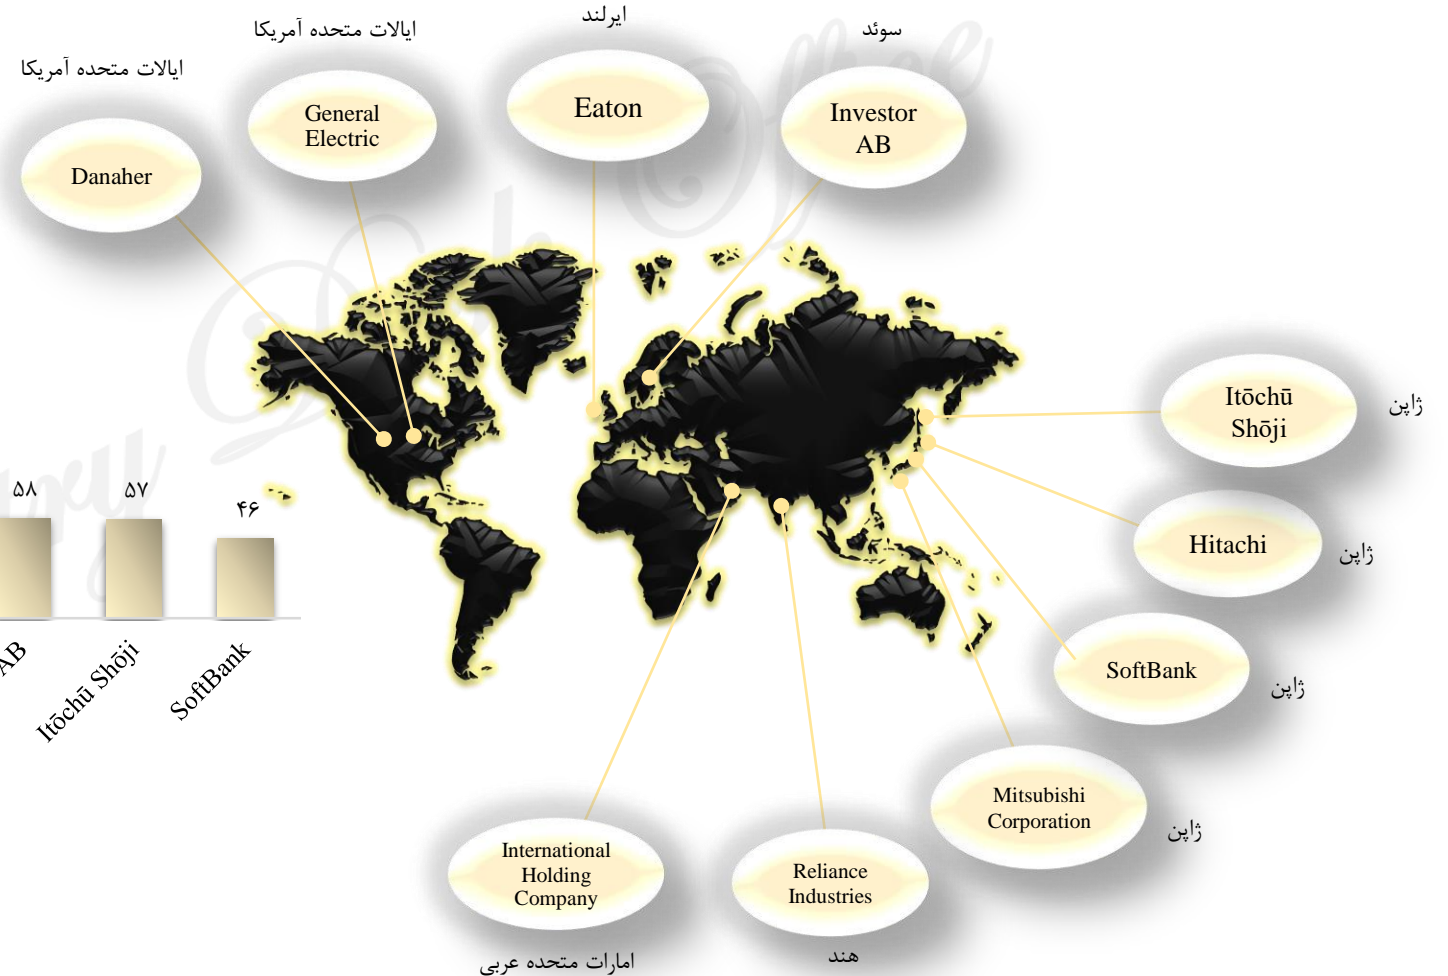 ایرلند
سوئد
ایالات متحده آمریکا
ایالات متحده آمریکا
Eaton
Investor
AB
General
Electric
Danaher
Itōchū
Shōji
ژاپن
۵۸
۵۷
۴۶
Hitachi
ژاپن
AB
Itōchū Shōji
SoftBank
SoftBank
ژاپن
Mitsubishi
Corporation
ژاپن
International
Holding
Company
Reliance
Industries
هند
امارات متحده عربی
Office